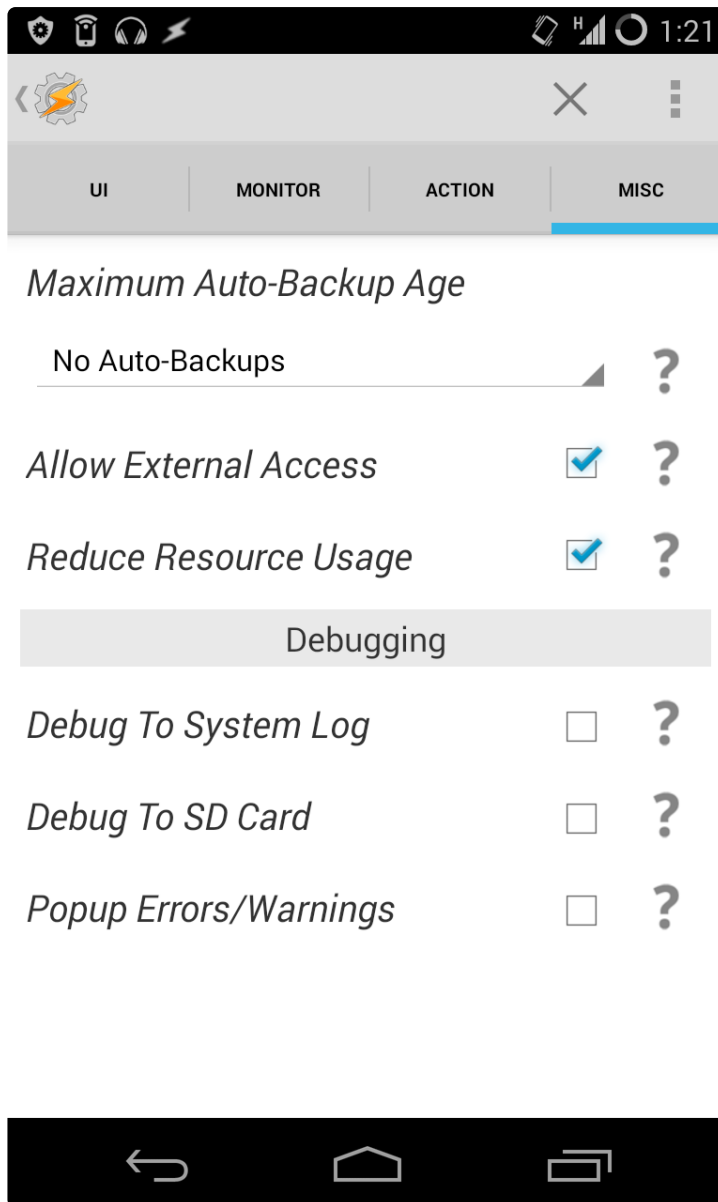 H 1:21
UI MONITOR ACTION MISC
Maximum Auto-Backup Age
No Auto-Backups ?
Allow External Access ?
Reduce Resource Usage ?
Debugging
Debug To System Log ?
Debug To SD Card ?
Popup Errors/Warnings ?